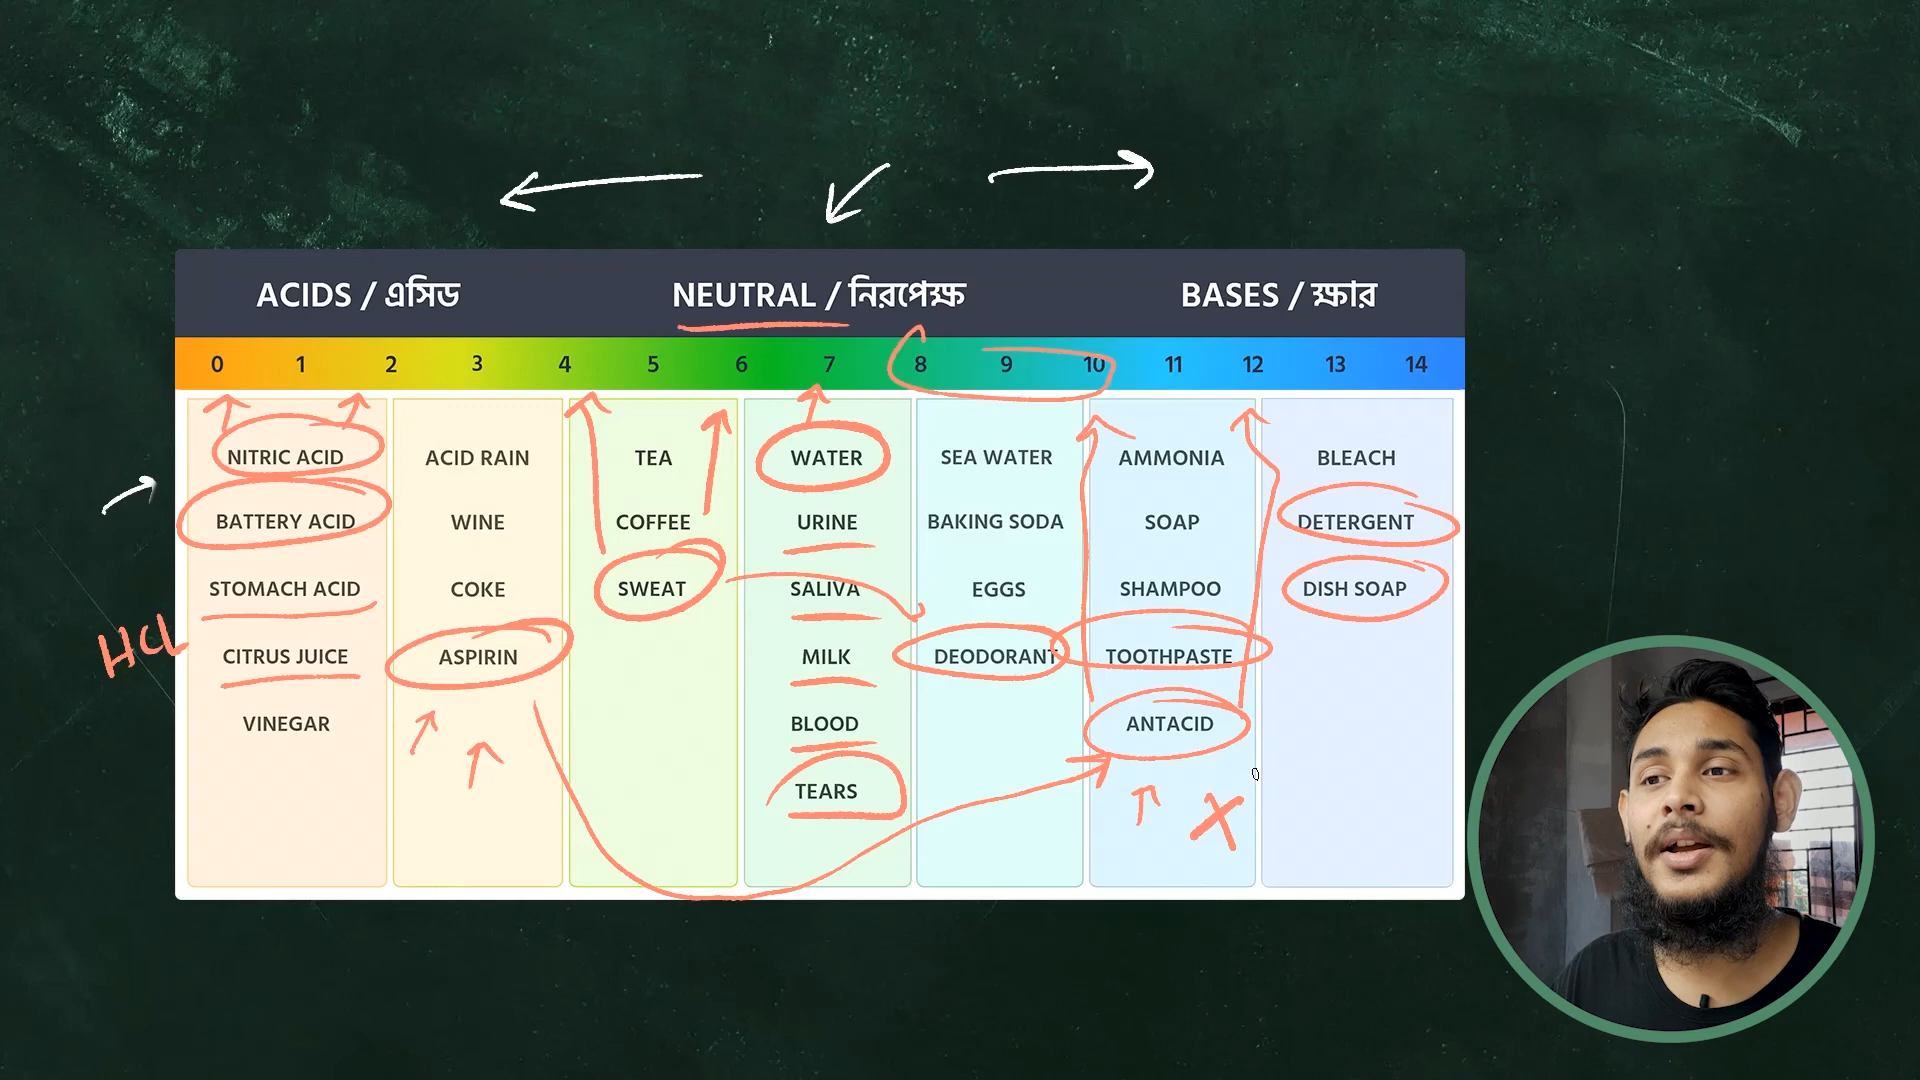 ACIDS / এসিড NEUTRAL / নিরপেক্ষ BASES / ক্ষার
0 1 2 3 4 5 6 7 8 9 10 11 12 13 14
NITRIC ACID ACID RAIN TEA WATER SEA WATER AMMONIA BLEACH
BATTERY ACID WINE COFFEE URINE BAKING SODA SOAP DETERGENT
STOMACH ACID COKE SWEAT SALIVA EGGS SHAMPOO DISH SOAP
HCL
CITRUS JUICE ASPIRIN MILK DEODORANT TOOTHPASTE
VINEGAR BLOOD ANTACID
TEARS
X